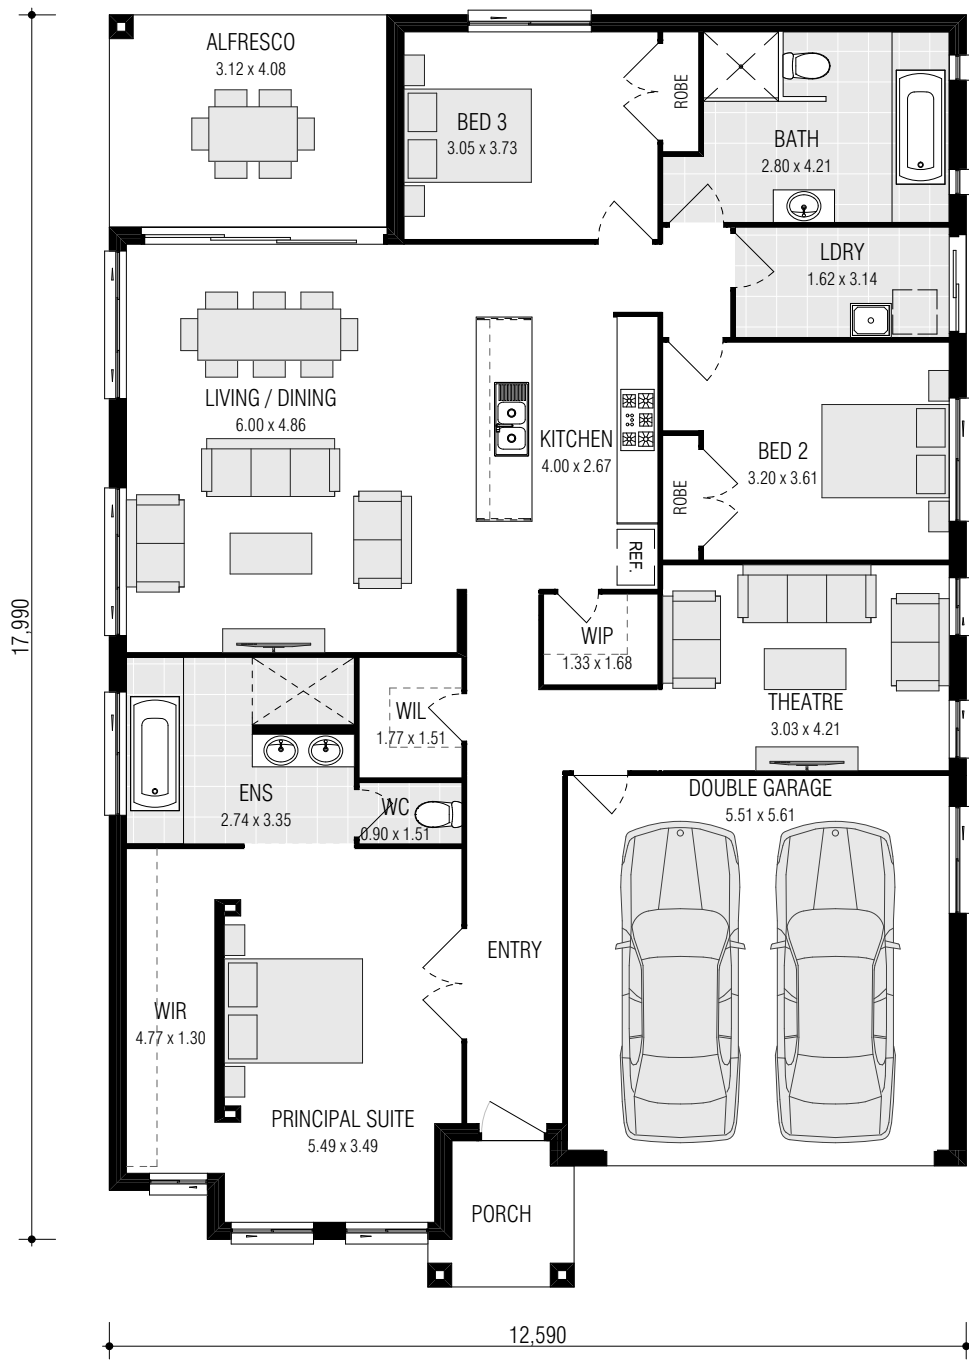 ALFRESCO
3.12 x 4.08
BED 3
3.05 x 3.73
ROBE
BATH
2.80 x 4.21
LDRY
1.62 x 3.14
LIVING / DINING
6.00 x 4.86
KITCHEN
4.00 x 2.67
BED 2
3.20 x 3.61
ROBE
REF.
17,990
WIP
1.33 x 1.68
WIL
1.77 x 1.51
THEATRE
3.03 x 4.21
ENS
2.74 x 3.35
WC
0.90 x 1.51
DOUBLE GARAGE
5.51 x 5.61
ENTRY
WIR
4.77 x 1.30
PRINCIPAL SUITE
5.49 x 3.49
PORCH
12,590